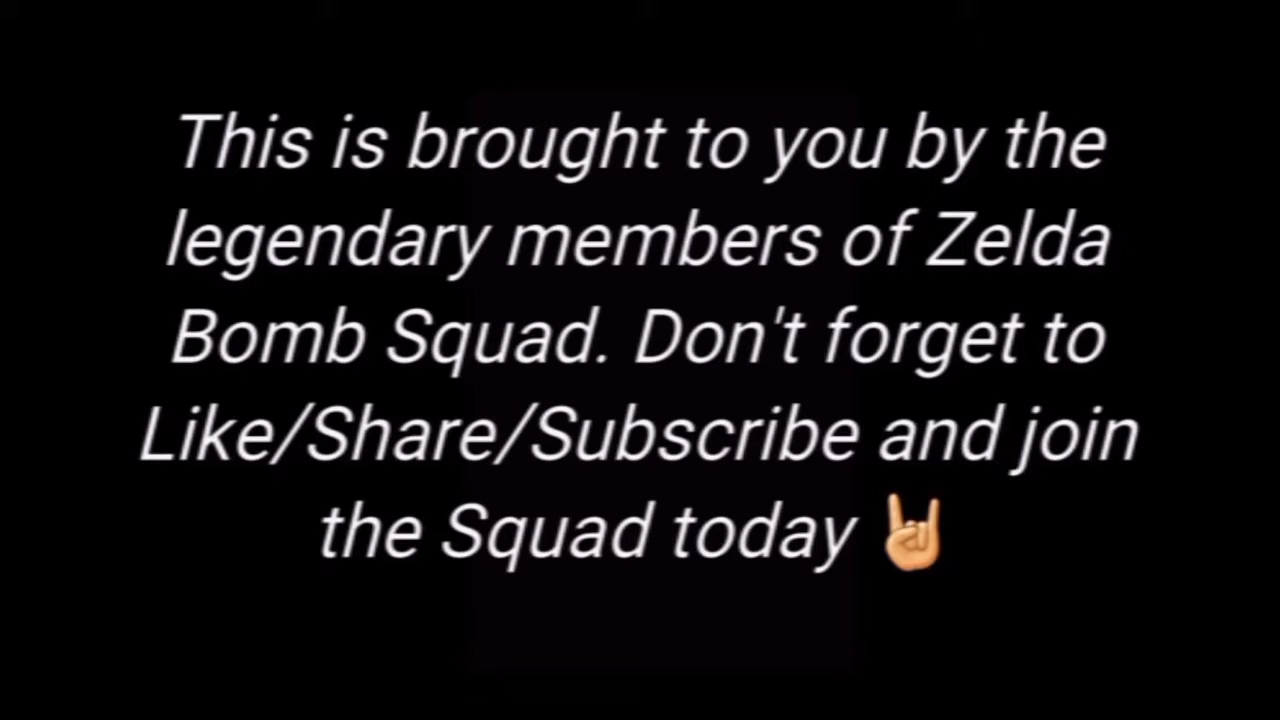 This is brought to you by the
legendary members of Zelda
Bomb Squad. Don't forget to
Like/Share/Subscribe and join
the Squad today 🤘